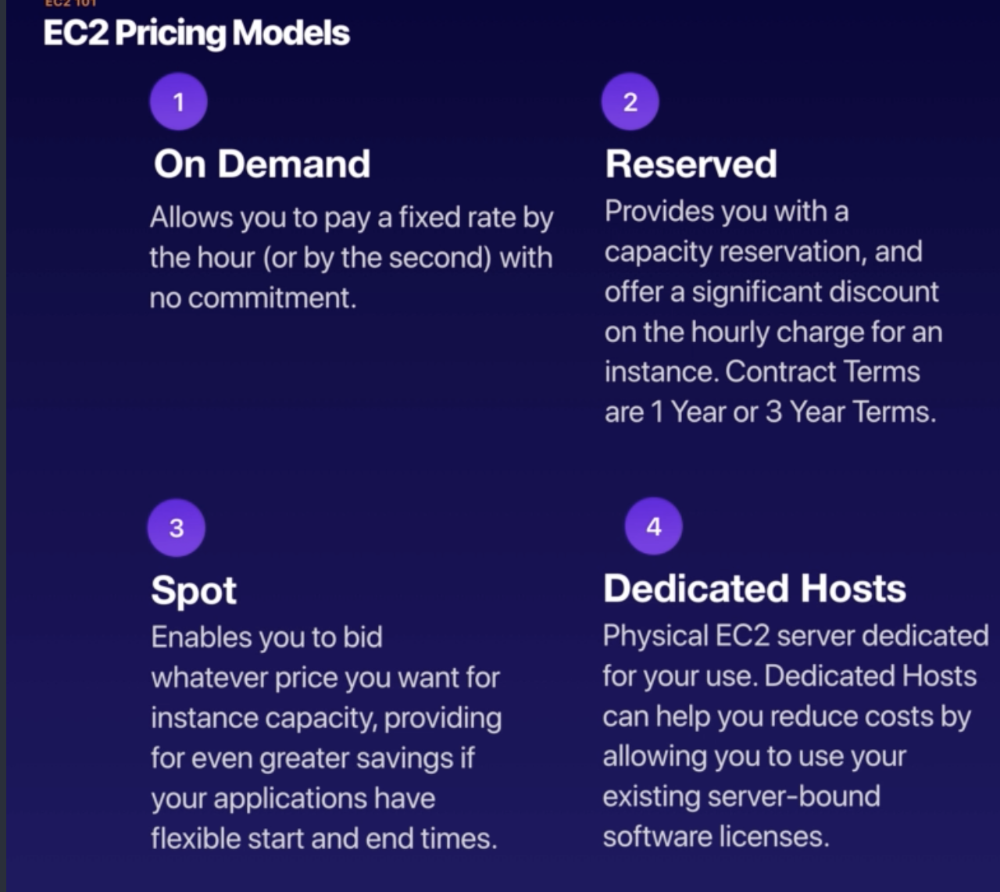 EC2 101
EC2 Pricing Models
1
On Demand
Allows you to pay a fixed rate by
the hour (or by the second) with
no commitment.
2
Reserved
Provides you with a
capacity reservation, and
offer a significant discount
on the hourly charge for an
instance. Contract Terms
are 1 Year or 3 Year Terms.
3
Spot
Enables you to bid
whatever price you want for
instance capacity, providing
for even greater savings if
your applications have
flexible start and end times.
4
Dedicated Hosts
Physical EC2 server dedicated
for your use. Dedicated Hosts
can help you reduce costs by
allowing you to use your
existing server-bound
software licenses.